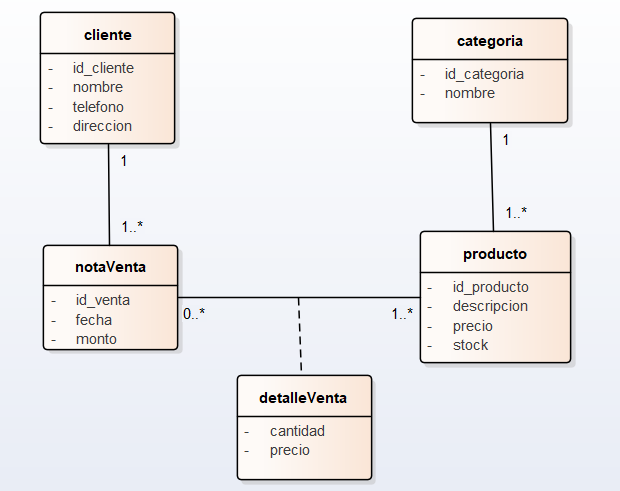 cliente
- id_cliente
- nombre
- telefono
- direccion
categoria
- id_categoria
- nombre
1
1..*
1
1..*
notaVenta
- id_venta
- fecha
- monto
producto
- id_producto
- descripcion
- precio
- stock
0..*
1..*
detalleVenta
- cantidad
- precio